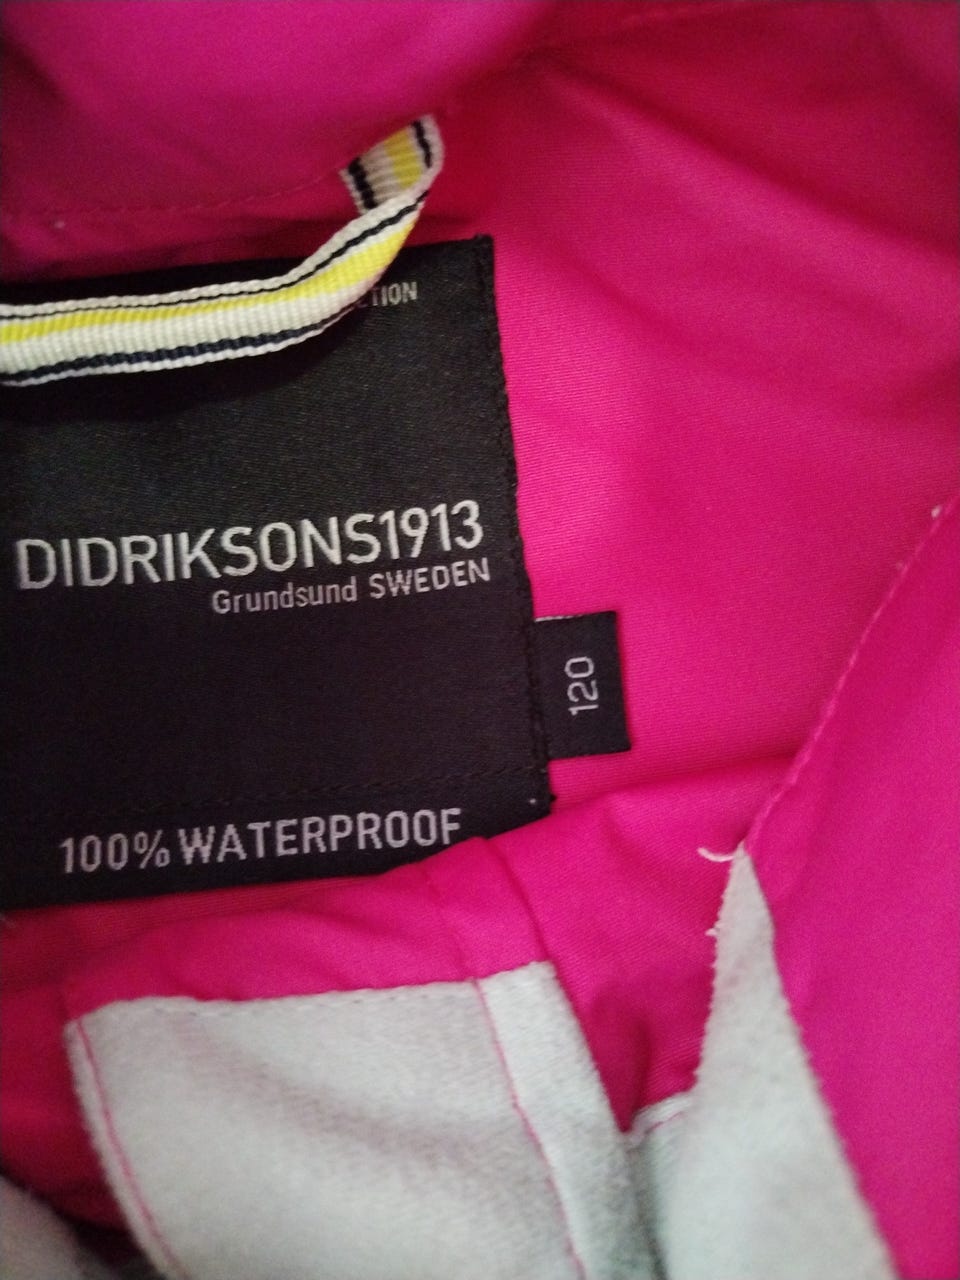 DIDRIKSONS1913
Grundsund SWEDEN
120
100% WATERPROOF